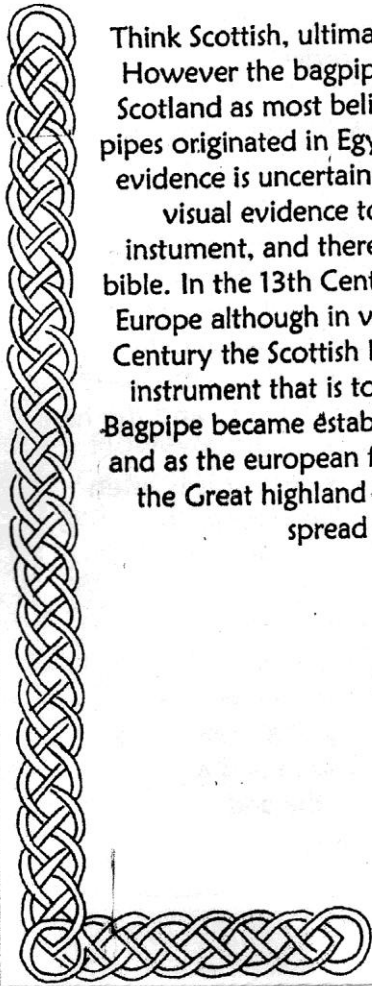 Think Scottish, ultima
However the bagpip
Scotland as most beli
pipes originated in Egy
evidence is uncertain
visual evidence to
instument, and there
bible. In the 13th Cent
Europe although in v
Century the Scottish
instrument that is to
Bagpipe became estab
and as the european f
the Great highland
spread